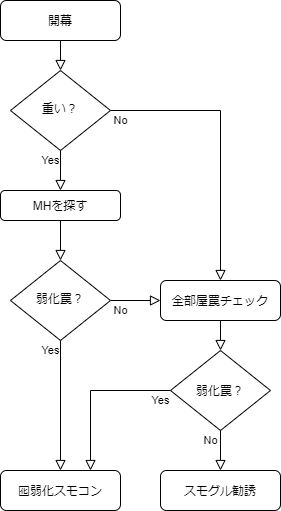 開幕
重い？
No
Yes
MHを探す
弱化罠？
No
全部屋罠チェック
Yes
弱化罠？
Yes
No
囮弱化スモコン
スモグル勧誘